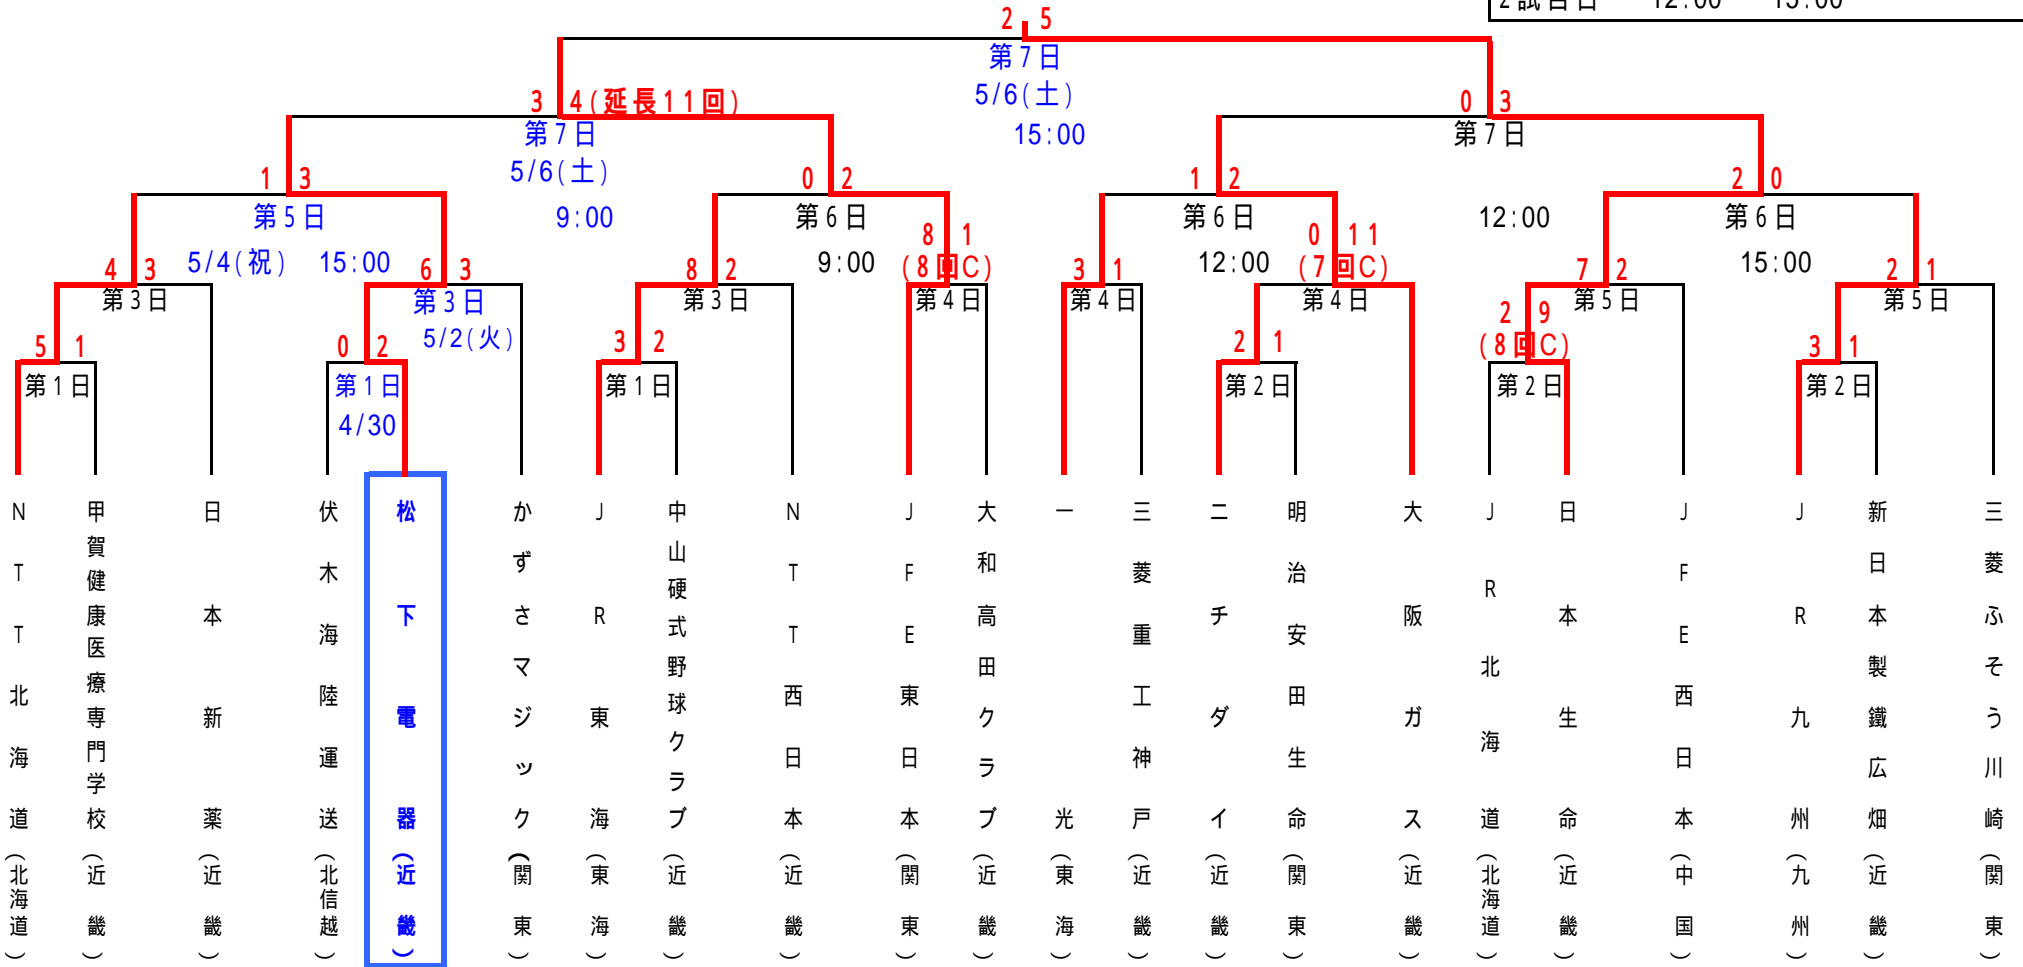 2試合日 12:00 15:00
2 5
第7日
5/6(土)
15:00
3 4(延長11回)
第7日
5/6(土)
9:00
0 3
第7日
12:00
1 3
第5日
5/4(祝) 15:00
0 2
第6日
9:00
1 2
第6日
12:00
2 0
第6日
15:00
4 3
第3日
6 3
第3日
5/2(火)
8 2
第3日
8 1
(8回C)
第4日
3 1
第4日
0 11
(7回C)
第4日
7 2
第5日
2 1
第5日
5 1
第1日
0 2
第1日
4/30
3 2
第1日
2 1
第2日
2 9
(8回C)
第2日
3 1
第2日
NTT北海道(北海道)
甲賀健康医療専門学校(近畿)
日本新薬(近畿)
伏木海陸運送(北信越)
松下電器(近畿)
かずさマジック(関東)
JR東海(東海)
中山硬式野球クラブ(近畿)
NTT西日本(近畿)
JFE東日本(関東)
大和高田クラブ(近畿)
一光(東海)
三菱重工神戸(近畿)
ニチダイ(近畿)
明治安田生命(関東)
大阪ガス(近畿)
JR北海道(北海道)
日本生命(近畿)
JFE西日本(中国)
JR九州(九州)
新日本製鐵広畑(近畿)
三菱ふそう川崎(関東)